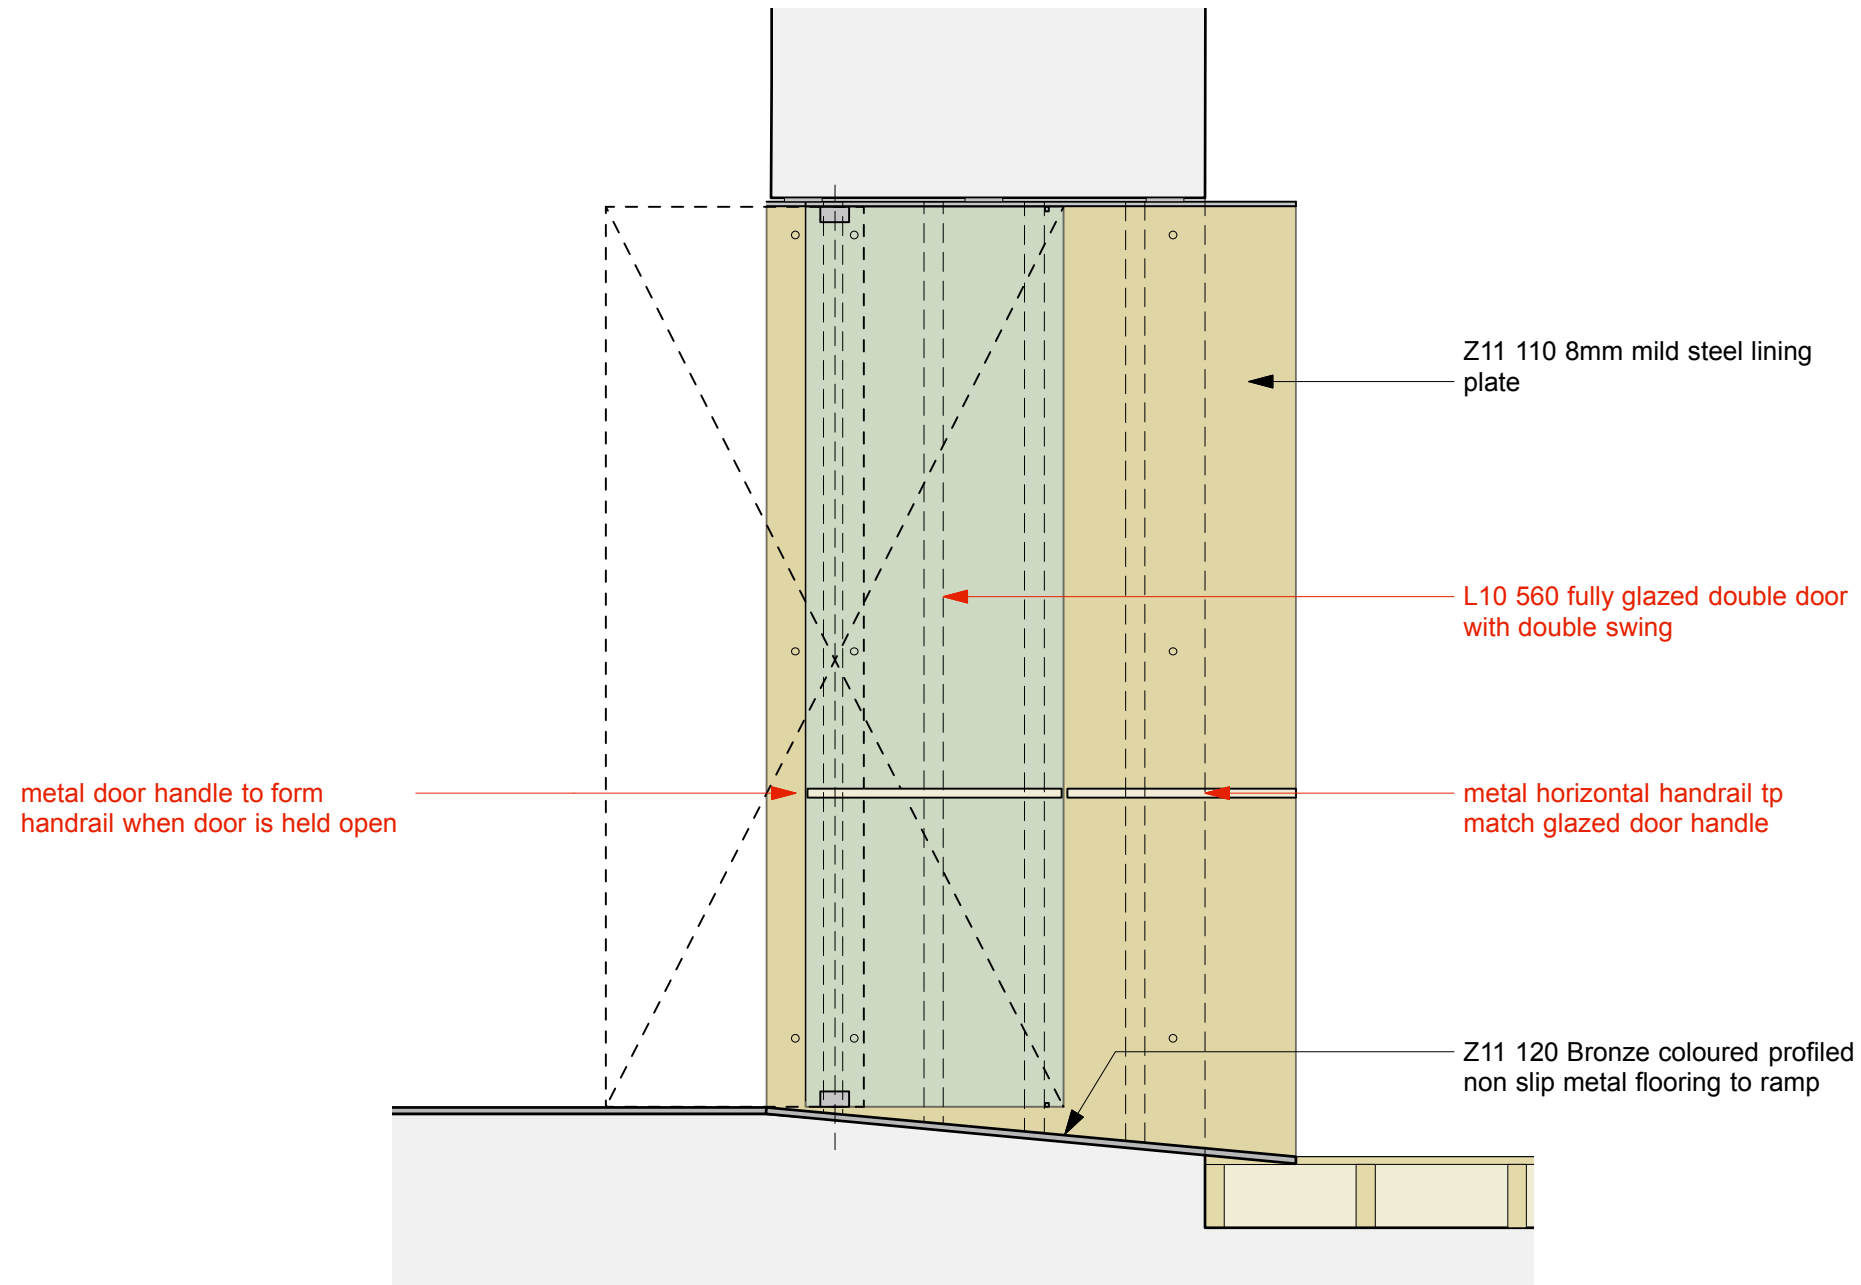 Z11 110 8mm mild steel lining
plate
L10 560 fully glazed double door
with double swing
metal door handle to form
handrail when door is held open
metal horizontal handrail tp
match glazed door handle
Z11 120 Bronze coloured profiled
non slip metal flooring to ramp